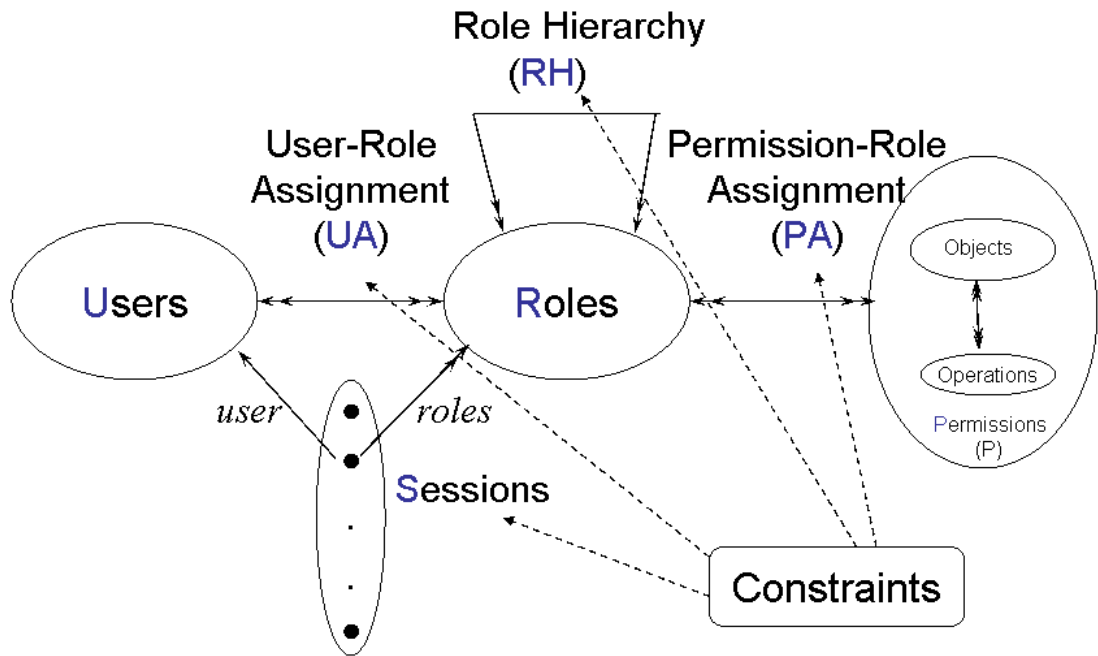 Role Hierarchy
(RH)
User-Role
Assignment
(UA)
Permission-Role
Assignment
(PA)
Objects
Users
Roles
Operations
user
roles
Permissions
(P)
Sessions
Constraints